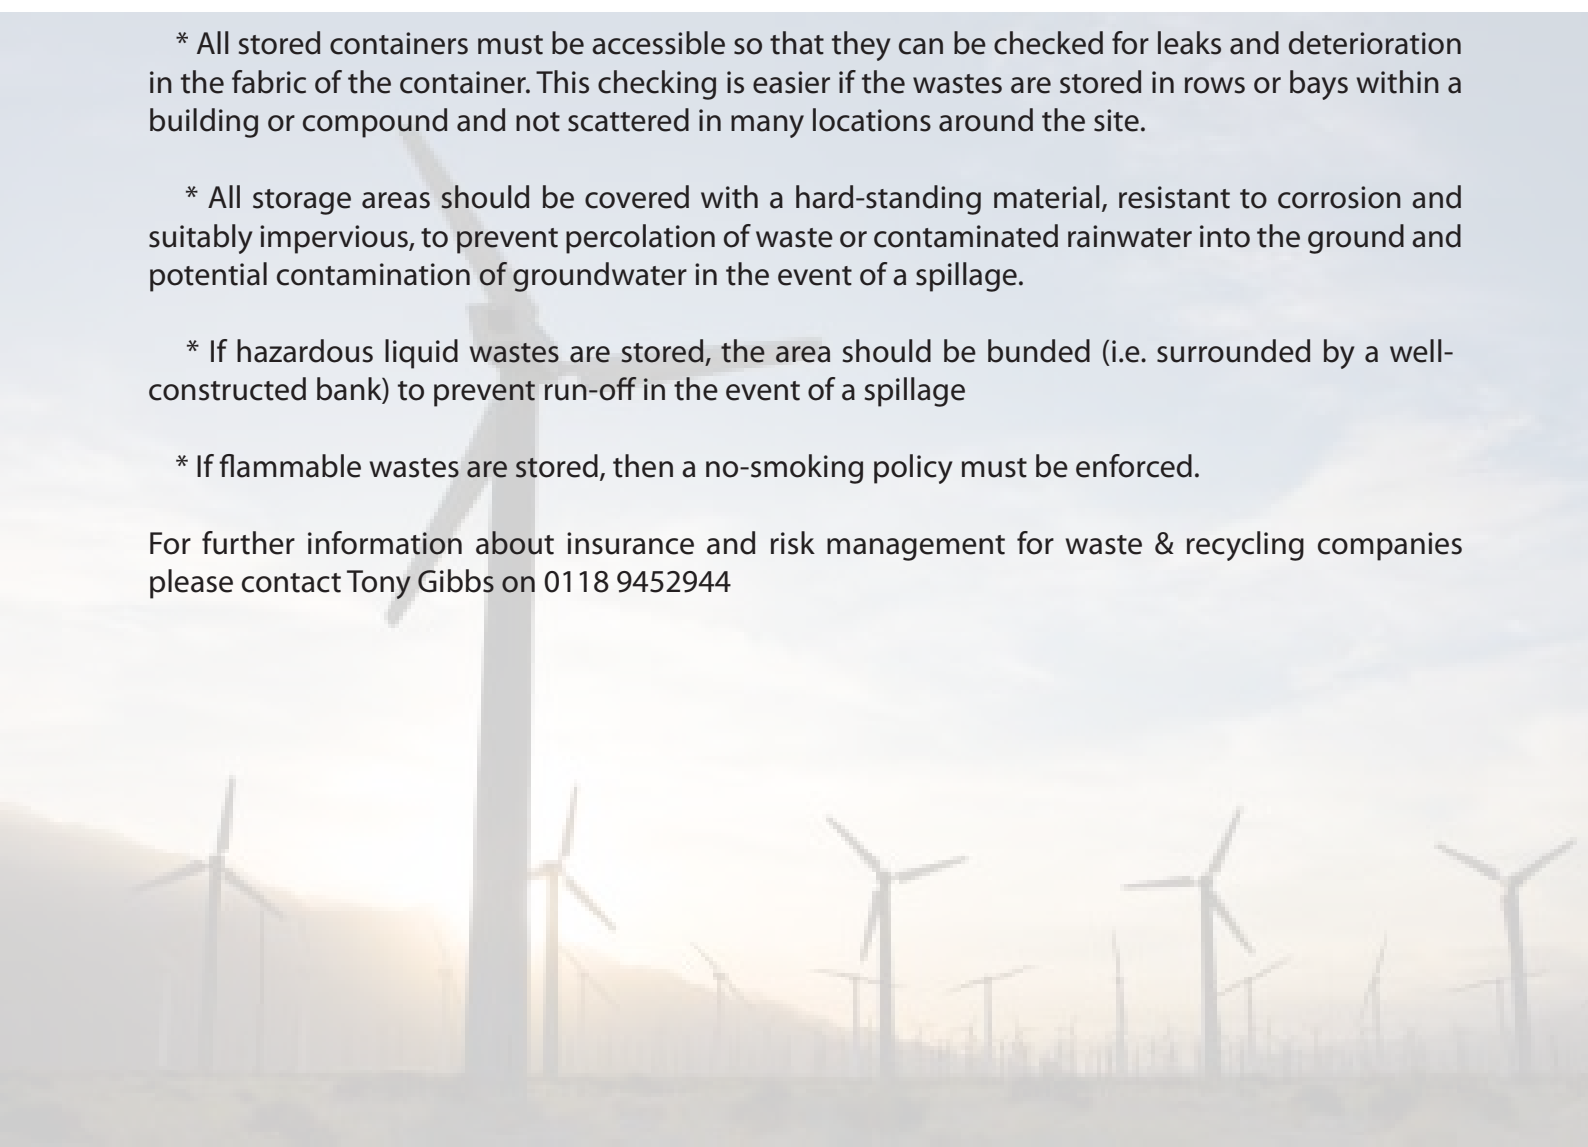 * All stored containers must be accessible so that they can be checked for leaks and deterioration
in the fabric of the container. This checking is easier if the wastes are stored in rows or bays within a
building or compound and not scattered in many locations around the site.
* All storage areas should be covered with a hard-standing material, resistant to corrosion and
suitably impervious, to prevent percolation of waste or contaminated rainwater into the ground and
potential contamination of groundwater in the event of a spillage.
* If hazardous liquid wastes are stored, the area should be bunded (i.e. surrounded by a well-
constructed bank) to prevent run-off in the event of a spillage
* If flammable wastes are stored, then a no-smoking policy must be enforced.
For further information about insurance and risk management for waste & recycling companies
please contact Tony Gibbs on 0118 9452944